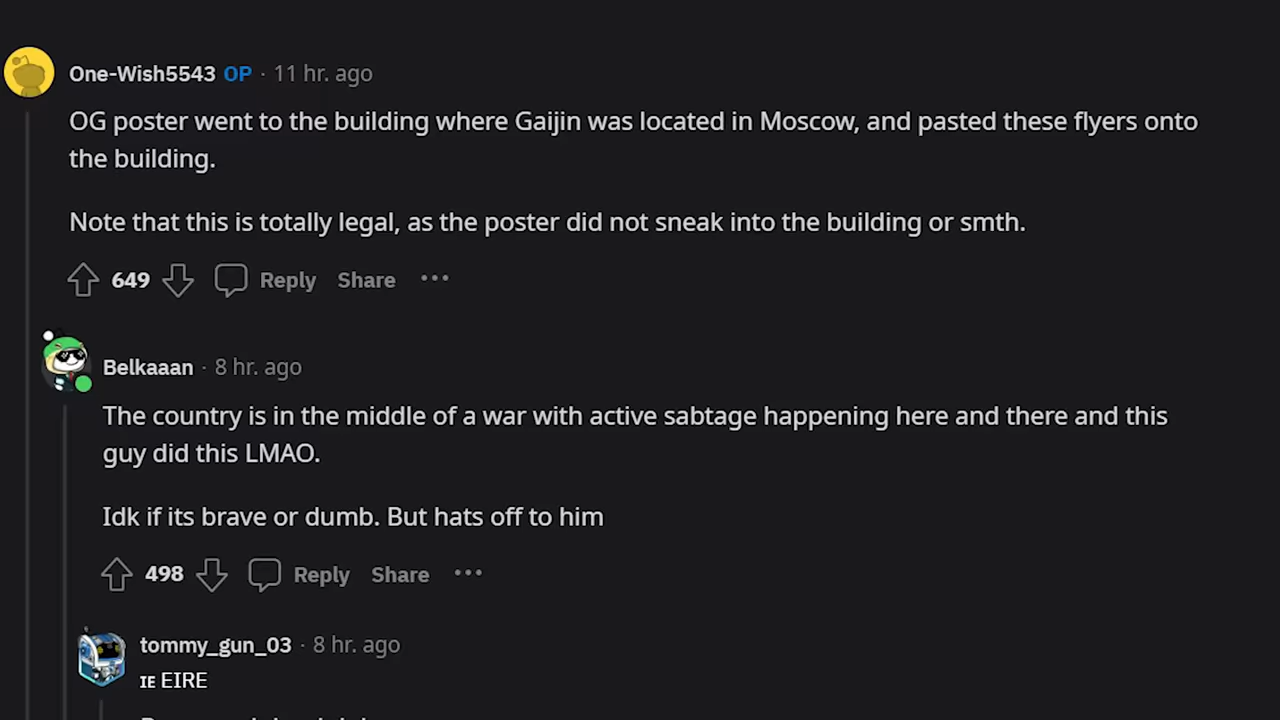 One-Wish5543 OP · 11 hr. ago
OG poster went to the building where Gaijin was located in Moscow, and pasted these flyers onto
the building.
Note that this is totally legal, as the poster did not sneak into the building or smth.
649 Reply Share ···
Belkaaan · 8 hr. ago
The country is in the middle of a war with active sabtage happening here and there and this
guy did this LMAO.
Idk if its brave or dumb. But hats off to him
498 Reply Share ···
tommy_gun_03 · 8 hr. ago
IE EIRE